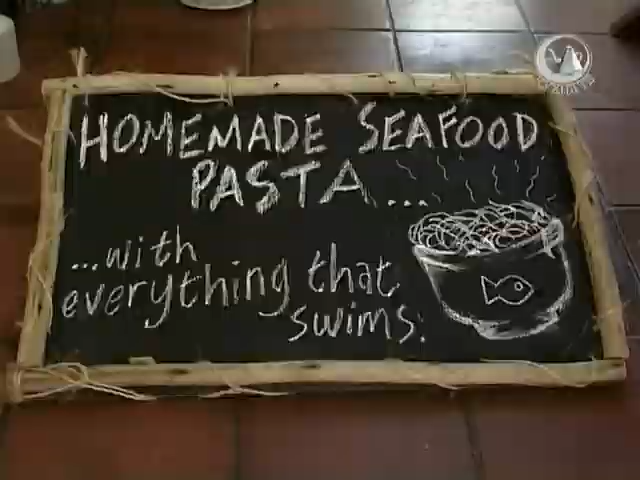 HOMEMADE SEAFOOD
PASTA...
...with
everything that
swims.